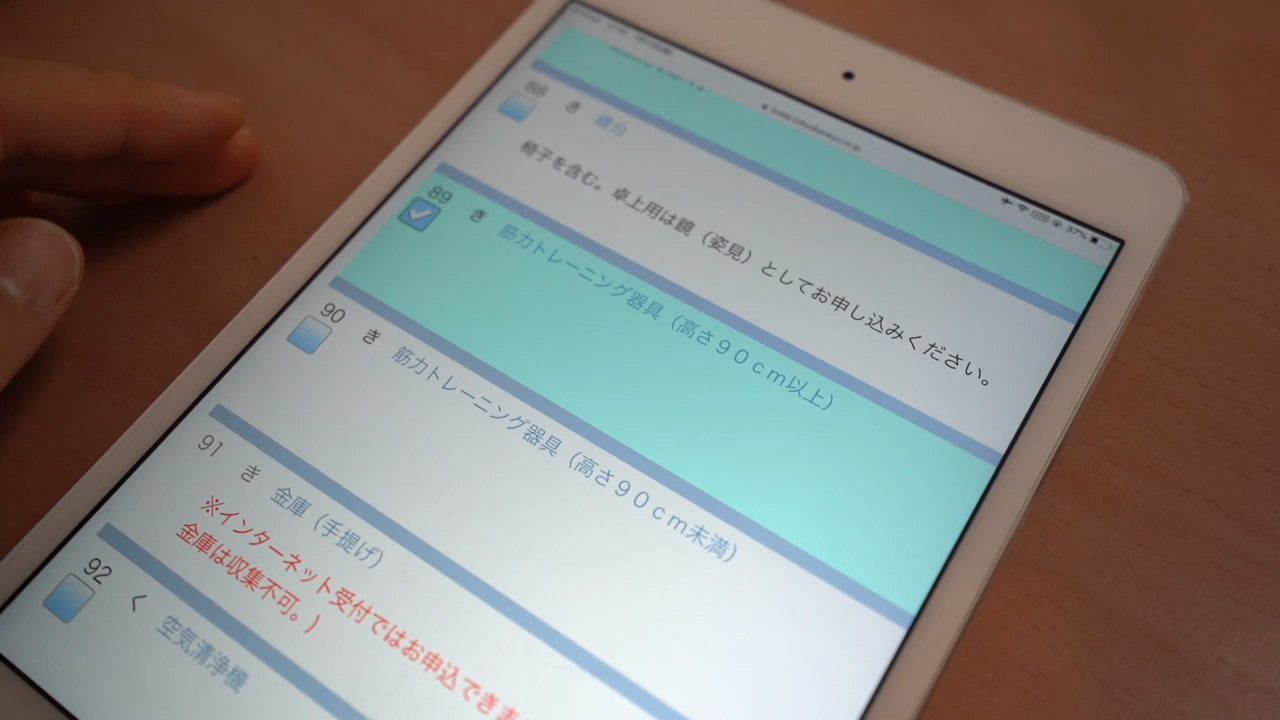 37%
88 き 鏡台
椅子を含む。卓上用は鏡（姿見）としてお申し込みください。
89 き 筋力トレーニング器具（高さ９０ｃｍ以上）
90 き 筋力トレーニング器具（高さ９０ｃｍ未満）
91 き 金庫（手提げ）
※インターネット受付ではお申込できま
金庫は収集不可。）
92 く 空気清浄機